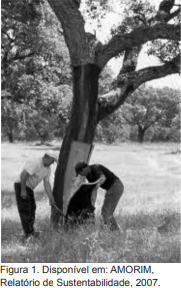 Figura 1. Disponível em: AMORIM,
Relatório de Sustentabilidade, 2007.